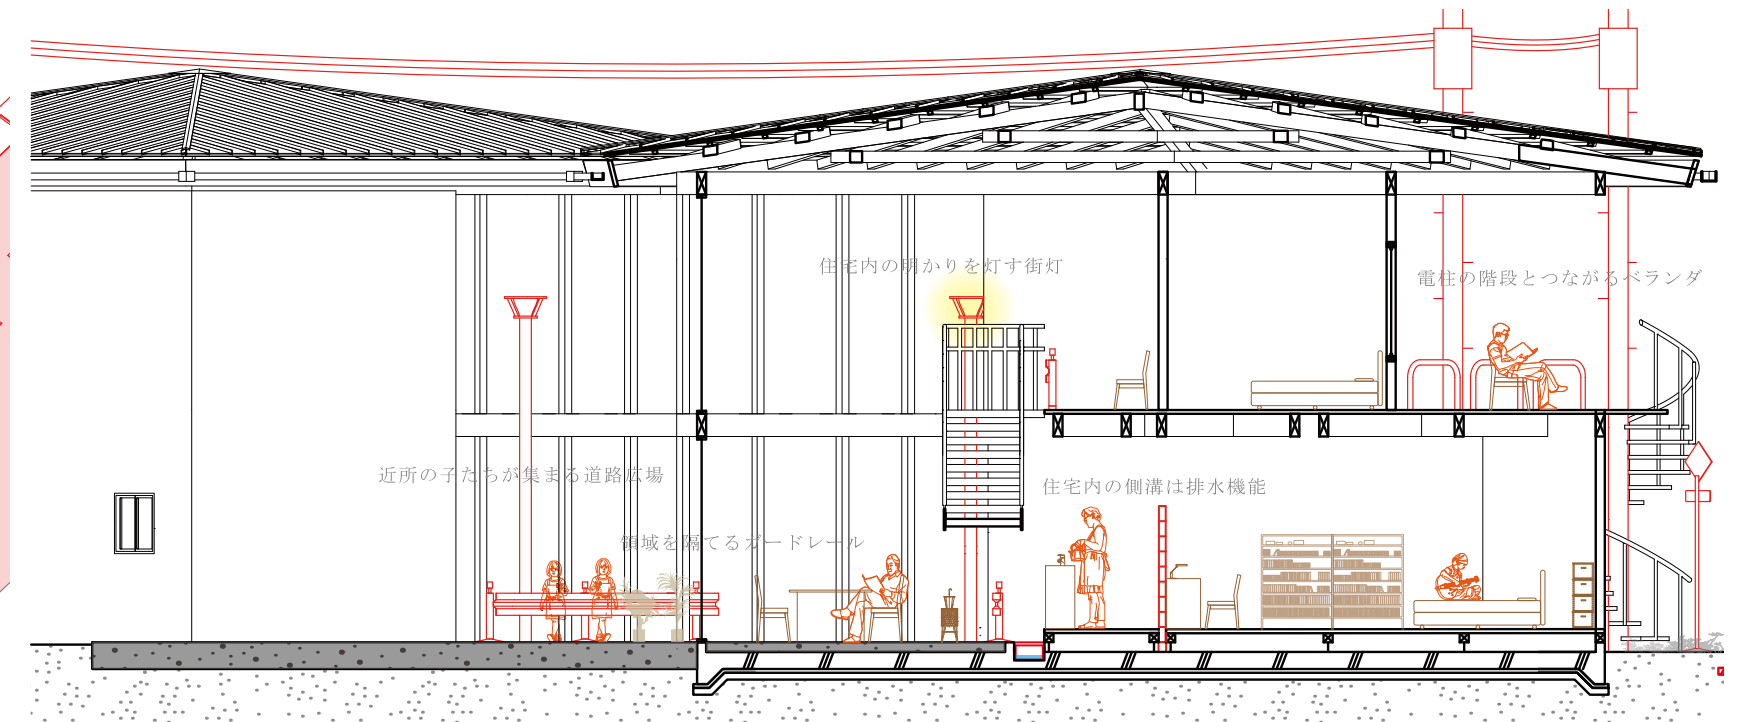 住宅内の明かりを灯す街灯
電柱の階段とつながるベランダ
近所の子たちが集まる道路広場
住宅内の側溝は排水機能
領域を隔てるガードレール